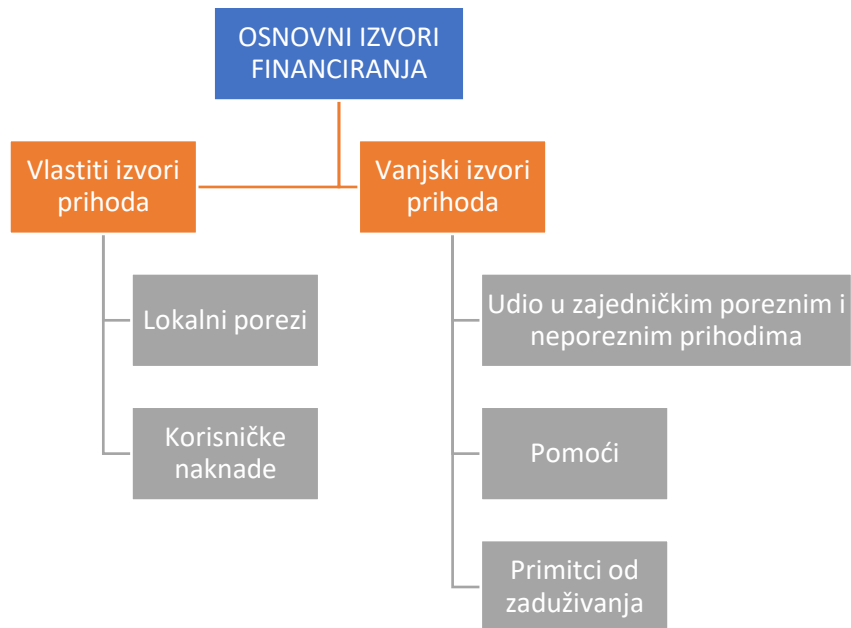 OSNOVNI IZVORI
FINANCIRANJA
Vlastiti izvori
prihoda
Vanjski izvori
prihoda
Lokalni porezi
Korisničke
naknade
Udio u zajedničkim poreznim i
neporeznim prihodima
Pomoći
Primitci od
zaduživanja